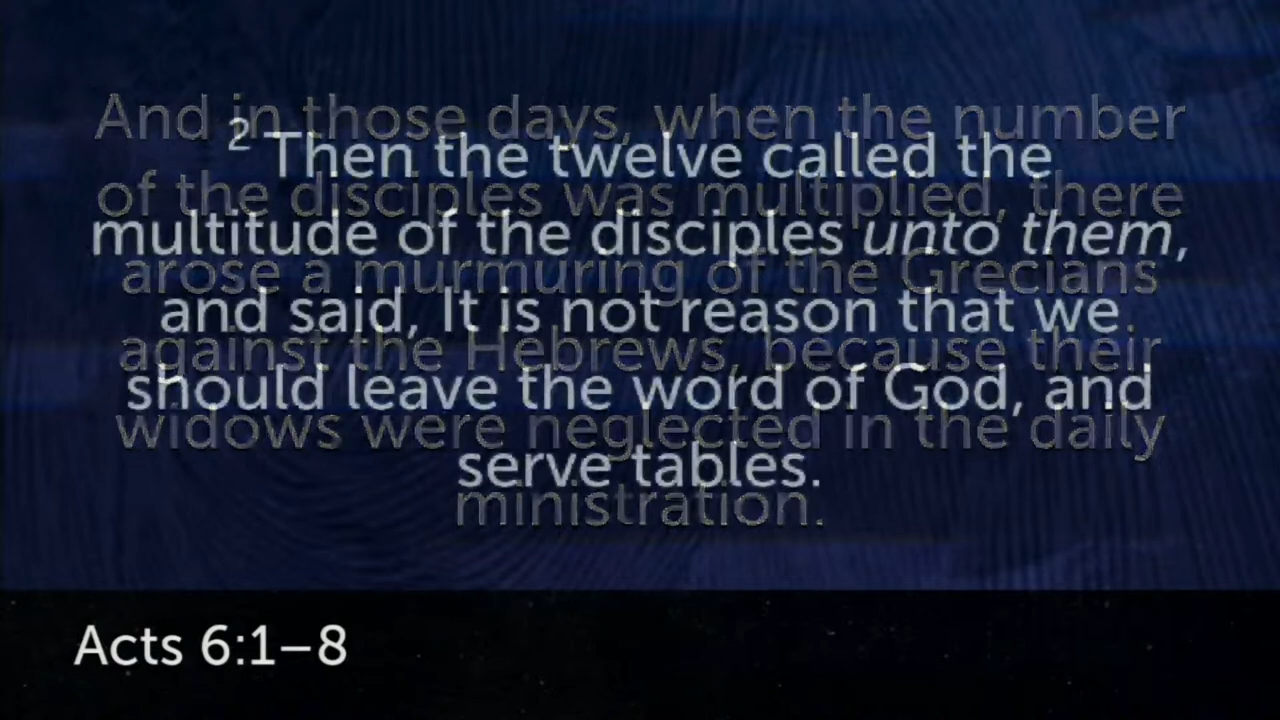 And in those days, when the number
of the disciples was multiplied, there
arose a murmuring of the Grecians
against the Hebrews, because their
widows were neglected in the daily
ministration.
2 Then the twelve called the
multitude of the disciples unto them,
and said, It is not reason that we
should leave the word of God, and
serve tables.
Acts 6:1–8